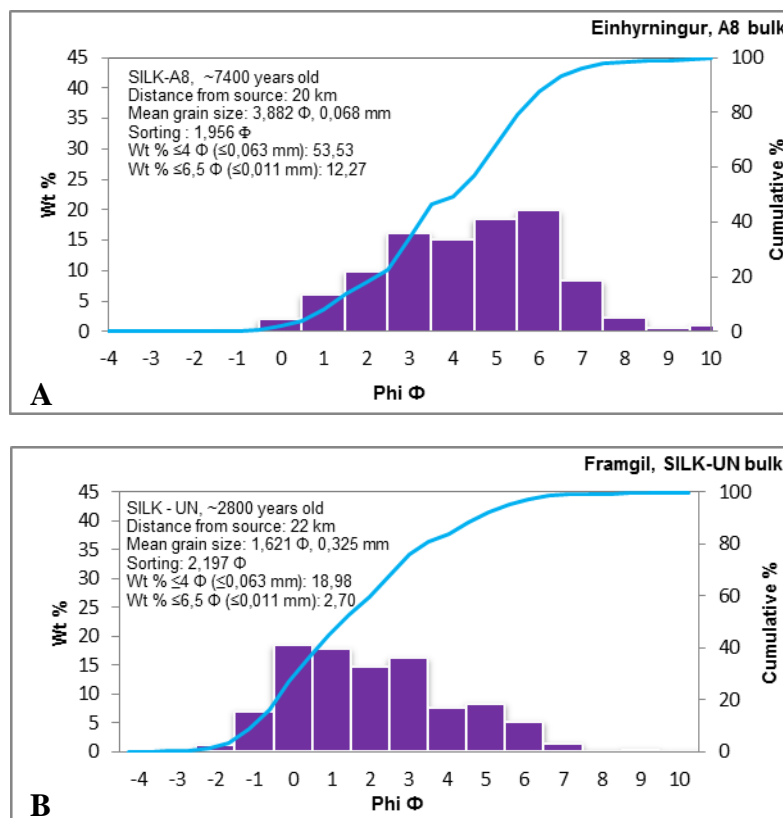 Einhyrningur, A8 bulk
SILK-A8, ~7400 years old
Distance from source: 20 km
Mean grain size: 3,882 Φ, 0,068 mm
Sorting : 1,956 Φ
Wt % ≤4 Φ (≤0,063 mm): 53,53
Wt % ≤6,5 Φ (≤0,011 mm): 12,27
45
40
35
30
25
20
15
10
5
0
Wt %
100
80
60
40
20
0
Cumulative %
-4 -3 -2 -1 0 1 2 3 4 5 6 7 8 9 10
Phi Φ
A
Framgil, SILK-UN bulk
SILK - UN, ~2800 years old
Distance from source: 22 km
Mean grain size: 1,621 Φ, 0,325 mm
Sorting: 2,197 Φ
Wt % ≤4 Φ (≤0,063 mm): 18,98
Wt % ≤6,5 Φ (≤0,011 mm): 2,70
45
40
35
30
25
20
15
10
5
0
Wt %
100
80
60
40
20
0
Cumulative %
-4 -3 -2 -1 0 1 2 3 4 5 6 7 8 9 10
Phi Φ
B